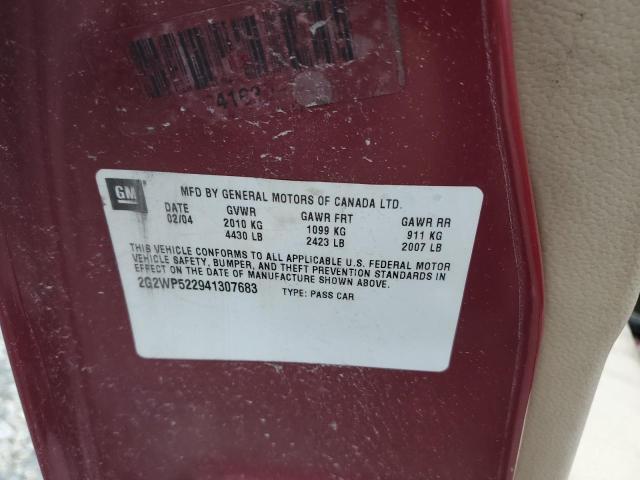 GM
MFD BY GENERAL MOTORS OF CANADA LTD.
DATE GVWR GAWR FRT GAWR RR
02/04 2010 KG 1099 KG 911 KG
4430 LB 2423 LB 2007 LB
THIS VEHICLE CONFORMS TO ALL APPLICABLE U.S. FEDERAL MOTOR
VEHICLE SAFETY, BUMPER, AND THEFT PREVENTION STANDARDS IN
EFFECT ON THE DATE OF MANUFACTURE SHOWN ABOVE.
2G2WP522941307683 TYPE: PASS CAR